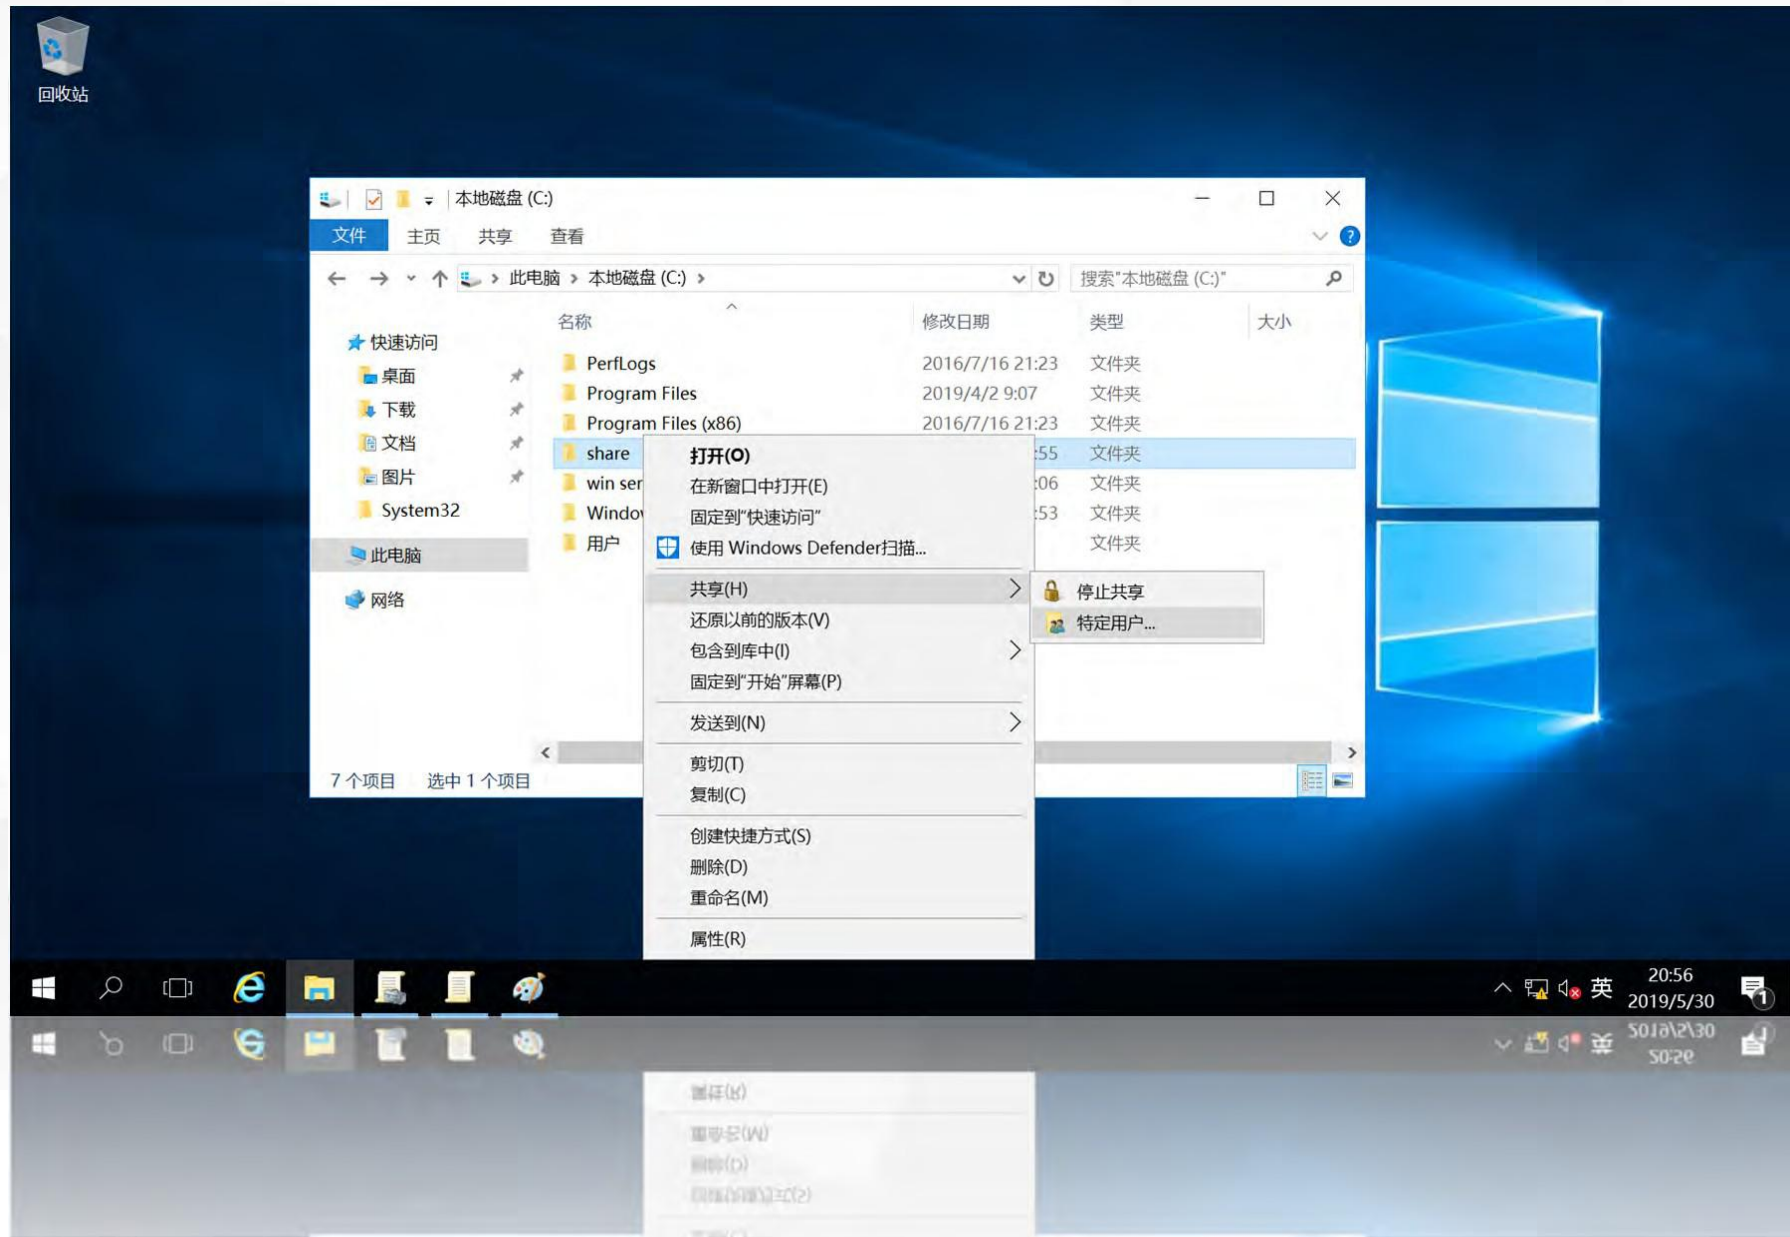 回收站
本地磁盘 (C:)
文件 主页 共享 查看
此电脑 本地磁盘 (C:) 搜索"本地磁盘 (C:)"
名称 修改日期 类型 大小
快速访问
桌面
下载
文档
图片
System32
此电脑
网络
PerfLogs 2016/7/16 21:23 文件夹
Program Files 2019/4/2 9:07 文件夹
Program Files (x86) 2016/7/16 21:23 文件夹
share :55 文件夹
win ser :06 文件夹
Window :53 文件夹
用户 文件夹
打开(O)
在新窗口中打开(E)
固定到"快速访问"
使用 Windows Defender扫描...
共享(H)
还原以前的版本(V)
包含到库中(I)
固定到"开始"屏幕(P)
发送到(N)
剪切(T)
复制(C)
创建快捷方式(S)
删除(D)
重命名(M)
属性(R)
停止共享
特定用户...
7 个项目 选中 1 个项目
英 20:56
2019/5/30
1